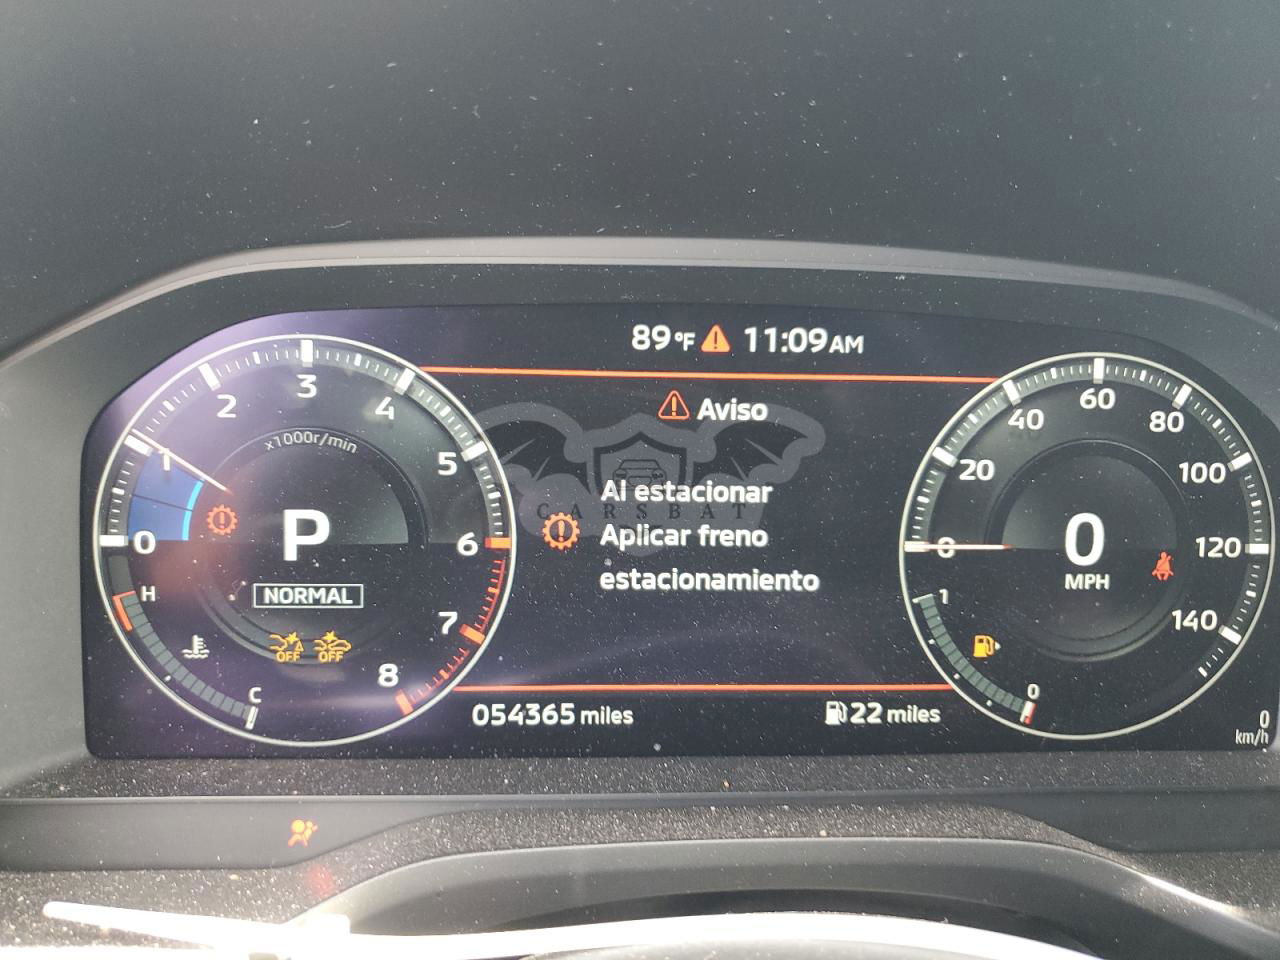 89°F 11:09AM
Aviso
Al estacionar
Aplicar freno
estacionamiento
CARSBAT
054365 miles
22 miles
x1000r/min
0 1 2 3 4 5 6 7 8
P
NORMAL
H
C
OFF OFF
0 20 40 60 80 100 120 140
0
MPH
1
0
0
km/h